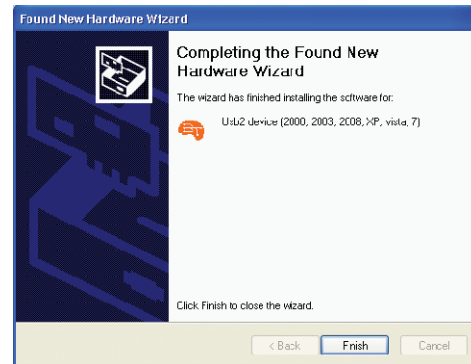 Found New Hardware Wizard
Completing the Found New
Hardware Wizard
The wizard has finished installing the software for:
Usb2 device (2000, 2003, 2008, XP, vista, 7)
Click Finish to close the wizard.
< Back
Finish
Cancel